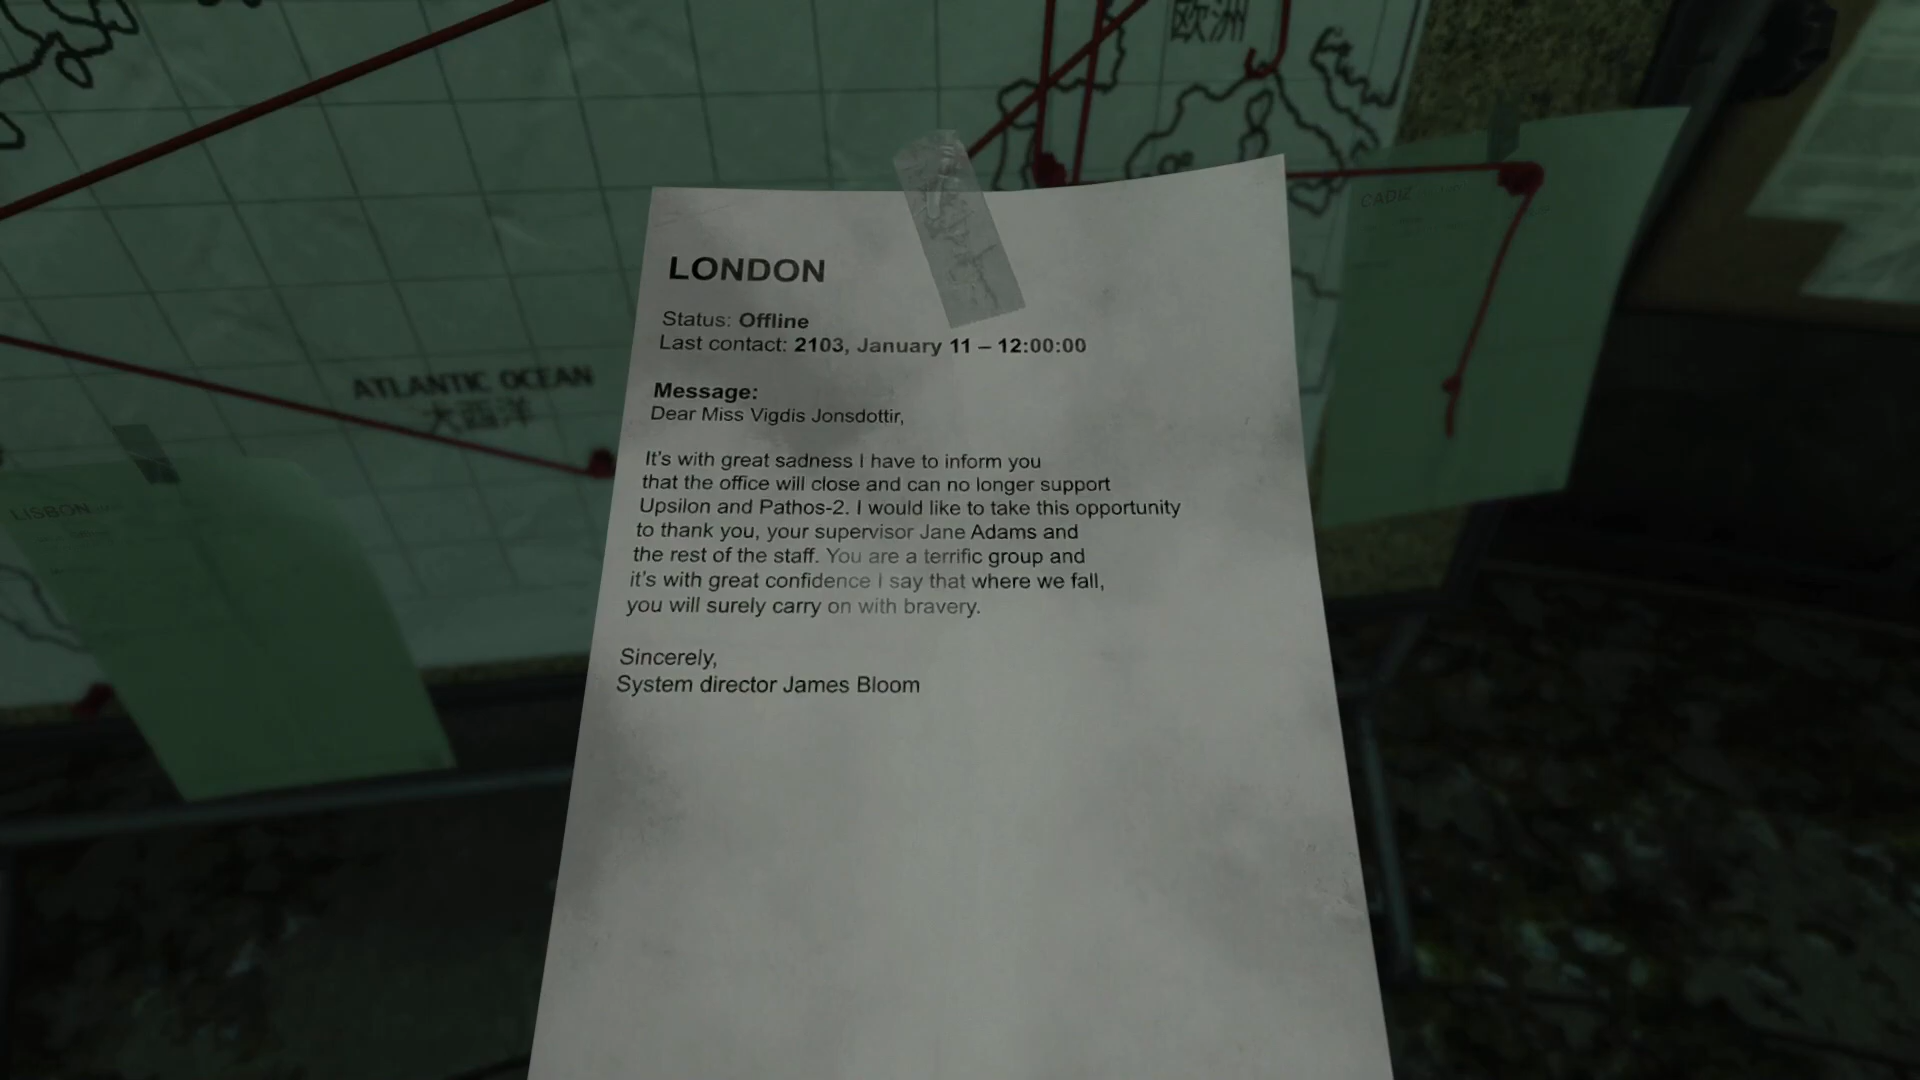 欧洲
CADIZ
LONDON
Status: Offline
Last contact: 2103, January 11 – 12:00:00
ATLANTIC OCEAN
大西洋
Message:
Dear Miss Vigdis Jonsdottir,
It's with great sadness I have to inform you
that the office will close and can no longer support
Upsilon and Pathos-2. I would like to take this opportunity
to thank you, your supervisor Jane Adams and
the rest of the staff. You are a terrific group and
it's with great confidence I say that where we fall,
you will surely carry on with bravery.
Sincerely,
System director James Bloom
LISBON